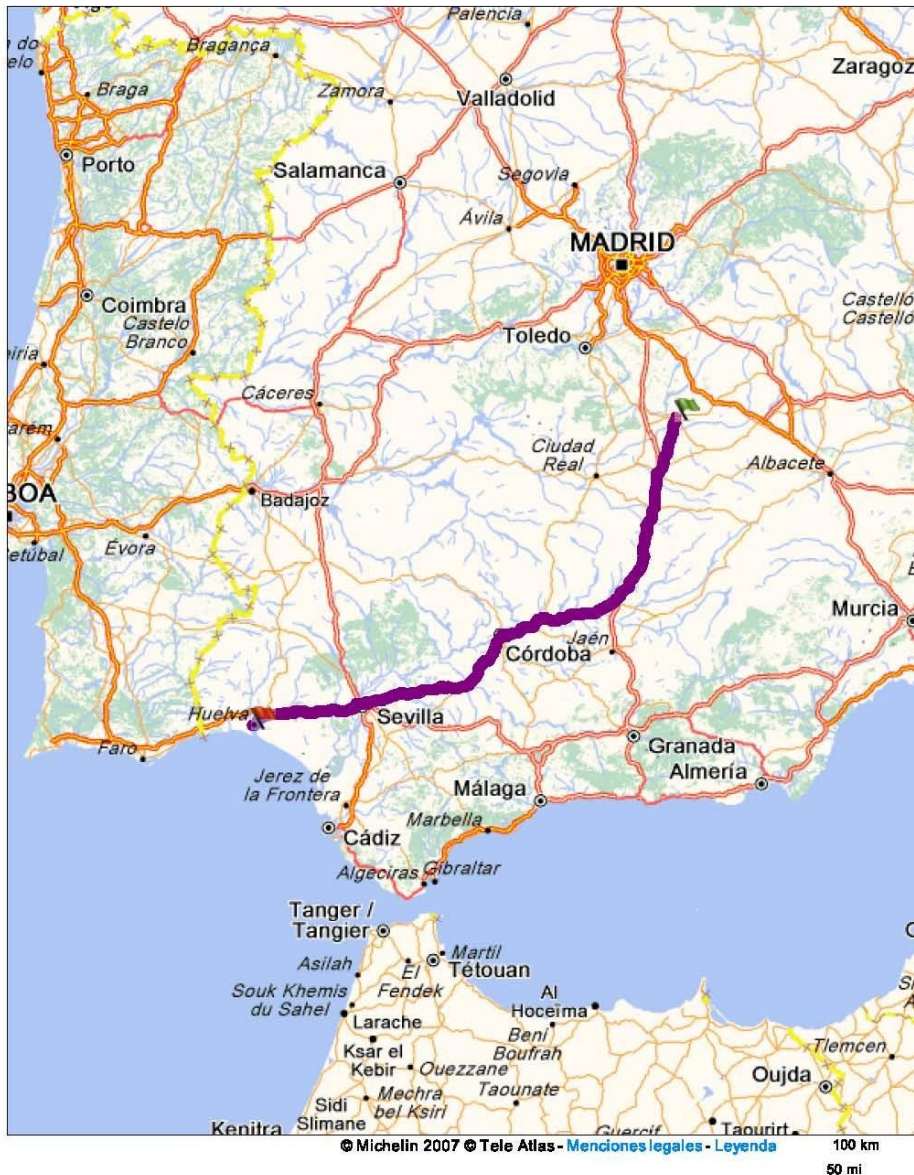 Palencia
Bragança
Zaragoz
Braga
Zamora
Valladolid
Porto
Salamanca
Segovia
Ávila
MADRID
Coimbra
Castelo
Branco
Toledo
Castelló
Castelló
Cáceres
Ciudad
Real
Albacete
BOA
Badajoz
Évora
Murcia
Jaén
Córdoba
Huelva
Sevilla
Faro
Granada
Almería
Jerez de
la Frontera
Málaga
Marbella
Cádiz
Algeciras
Gibraltar
Tanger /
Tangier
Martil
Asilah
El
Fendek
Tétouan
Souk Khemis
du Sahel
Al
Hoceïma
Larache
Beni
Boufrah
Tlemcen
Ksar el
Kebir
Ouezzane
Taounate
Oujda
Mechra
bel Ksiri
Sidi
Slimane
Kenitra
Guercif
Taourirt
© Michelin 2007 © Tele Atlas - Menciones legales - Leyenda
100 km
50 mi